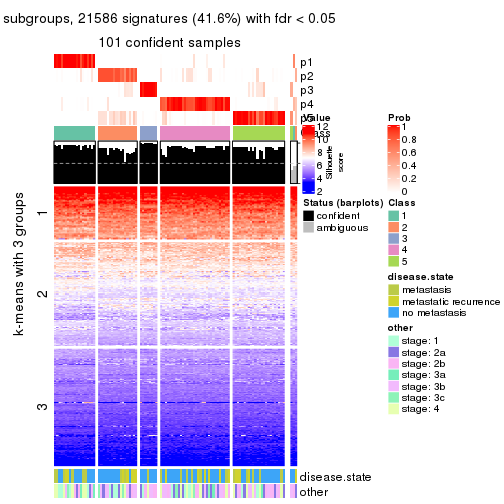 subgroups, 21586 signatures (41.6%) with fdr < 0.05
101 confident samples
p1
p2
p3
p4
Value
12
10
8
6
4
2
Silhouette
score
Prob
1
0.8
0.6
0.4
0.2
0
Status (barplots)
confident
ambiguous
Class
1
2
3
4
5
disease.state
metastasis
metastatic recurrence
no metastasis
other
stage: 1
stage: 2a
stage: 2b
stage: 3a
stage: 3b
stage: 3c
stage: 4
k-means with 3 groups
1
2
3
disease.state
other